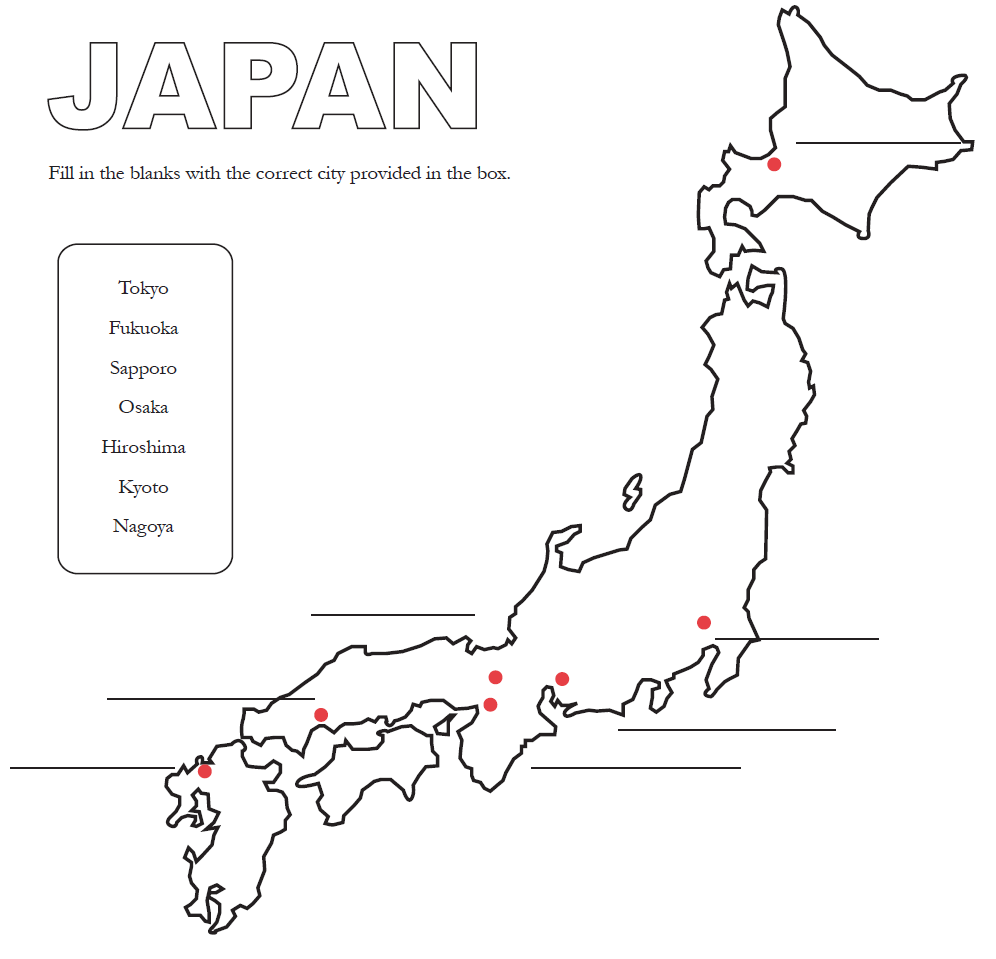 JAPAN
Fill in the blanks with the correct city provided in the box.
Tokyo
Fukuoka
Sapporo
Osaka
Hiroshima
Kyoto
Nagoya